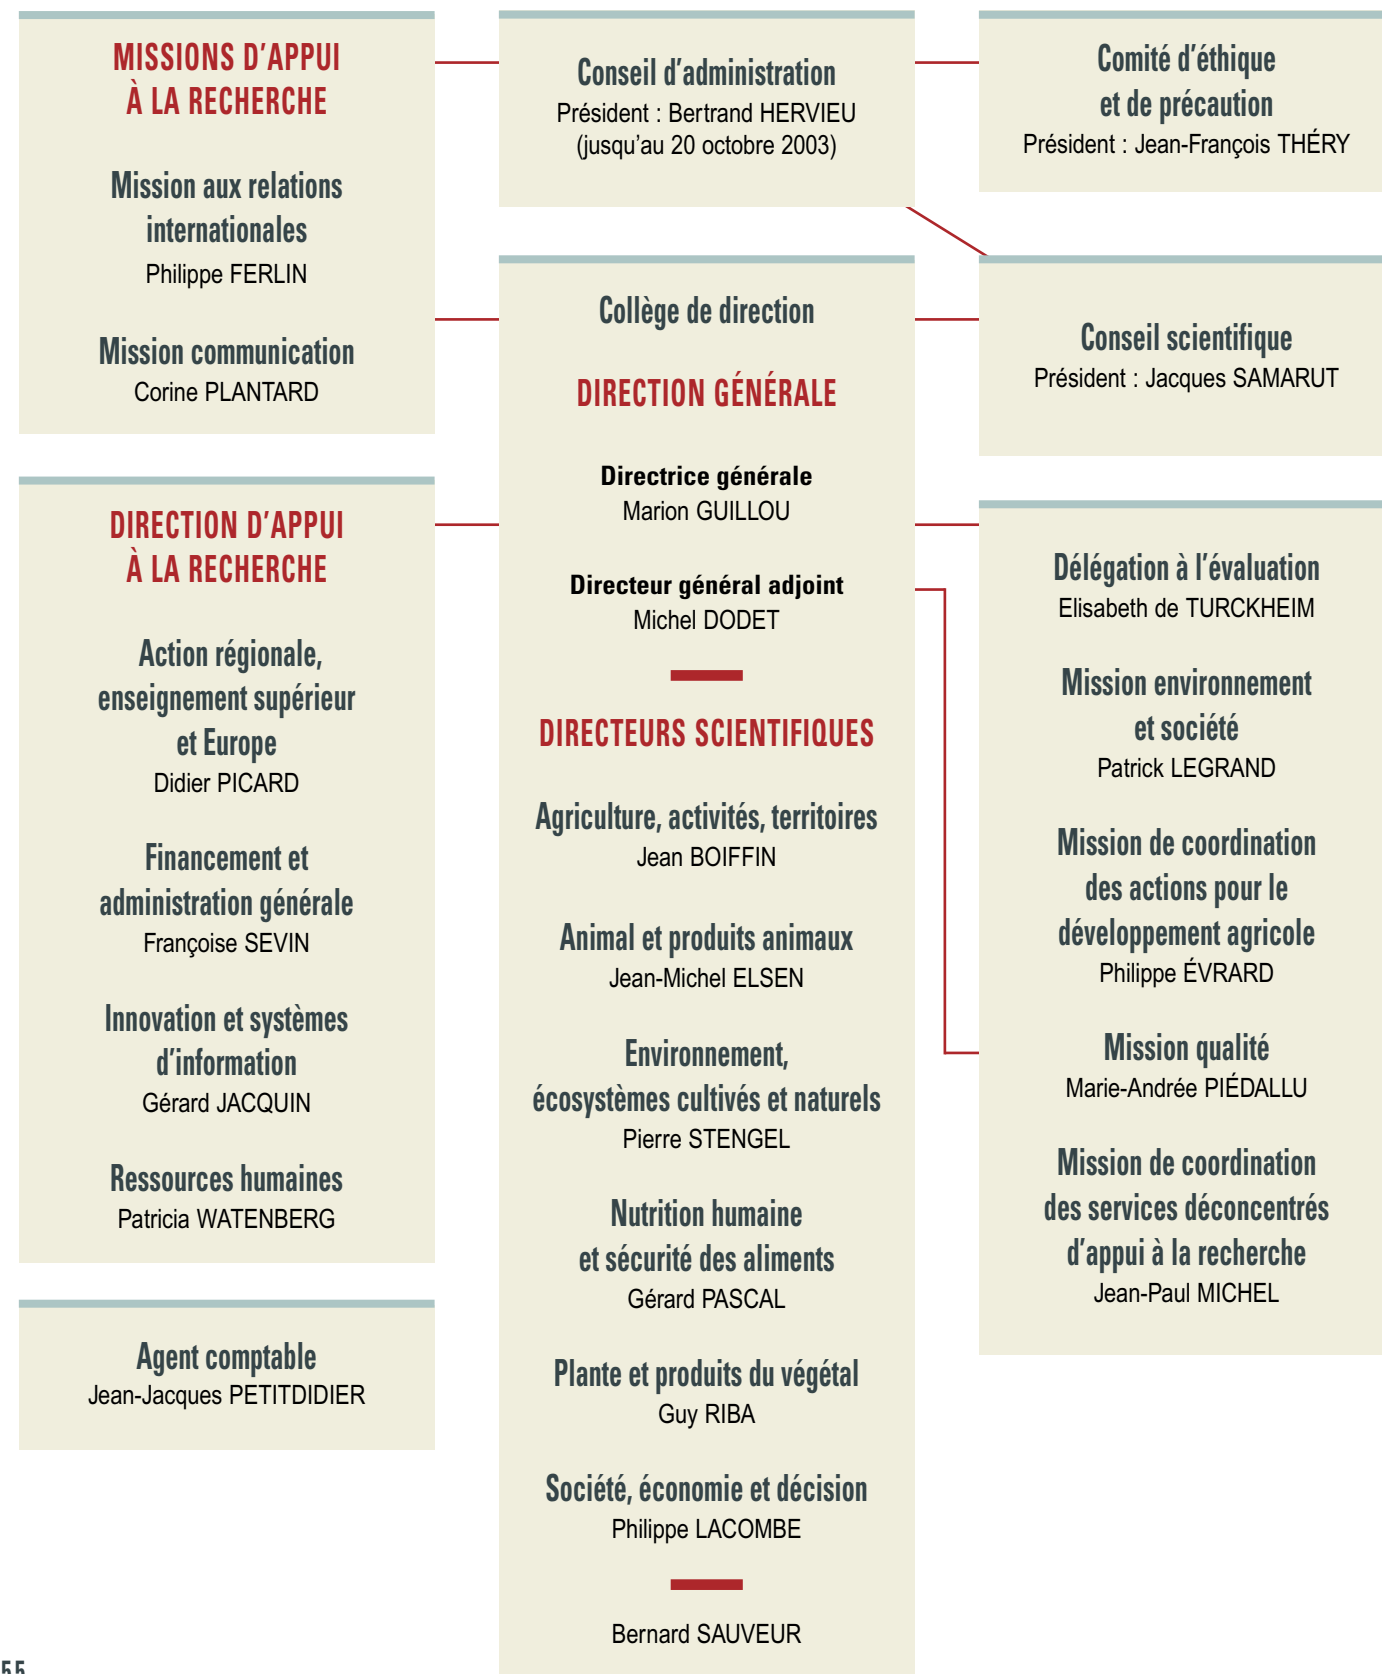 MISSIONS D'APPUI
À LA RECHERCHE
Mission aux relations
internationales
Philippe FERLIN
Mission communication
Corine PLANTARD
DIRECTION D'APPUI
À LA RECHERCHE
Action régionale,
enseignement supérieur
et Europe
Didier PICARD
Financement et
administration générale
Françoise SEVIN
Innovation et systèmes
d'information
Gérard JACQUIN
Ressources humaines
Patricia WATENBERG
Agent comptable
Jean-Jacques PETITDIDIER
Conseil d'administration
Président : Bertrand HERVIEU
(jusqu'au 20 octobre 2003)
Collège de direction
DIRECTION GÉNÉRALE
Directrice générale
Marion GUILLOU
Directeur général adjoint
Michel DODET
DIRECTEURS SCIENTIFIQUES
Agriculture, activités, territoires
Jean BOIFFIN
Animal et produits animaux
Jean-Michel ELSEN
Environnement,
écosystèmes cultivés et naturels
Pierre STENGEL
Nutrition humaine
et sécurité des aliments
Gérard PASCAL
Plante et produits du végétal
Guy RIBA
Société, économie et décision
Philippe LACOMBE
Bernard SAUVEUR
Comité d'éthique
et de précaution
Président : Jean-François THÉRY
Conseil scientifique
Président : Jacques SAMARUT
Délégation à l'évaluation
Elisabeth de TURCKHEIM
Mission environnement
et société
Patrick LEGRAND
Mission de coordination
des actions pour le
développement agricole
Philippe ÉVRARD
Mission qualité
Marie-Andrée PIÉDALLU
Mission de coordination
des services déconcentrés
d'appui à la recherche
Jean-Paul MICHEL
55